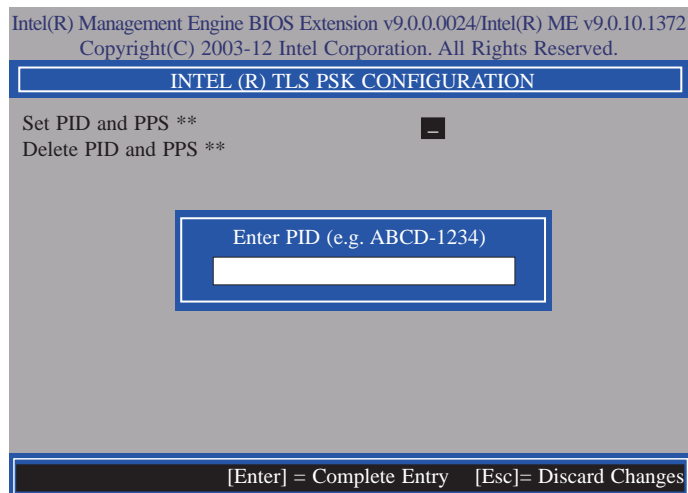 Intel(R) Management Engine BIOS Extension v9.0.0.0024/Intel(R) ME v9.0.10.1372
Copyright(C) 2003-12 Intel Corporation. All Rights Reserved.
INTEL (R) TLS PSK CONFIGURATION
Set PID and PPS ** _
Delete PID and PPS **
Enter PID (e.g. ABCD-1234)
[Enter] = Complete Entry [Esc]= Discard Changes